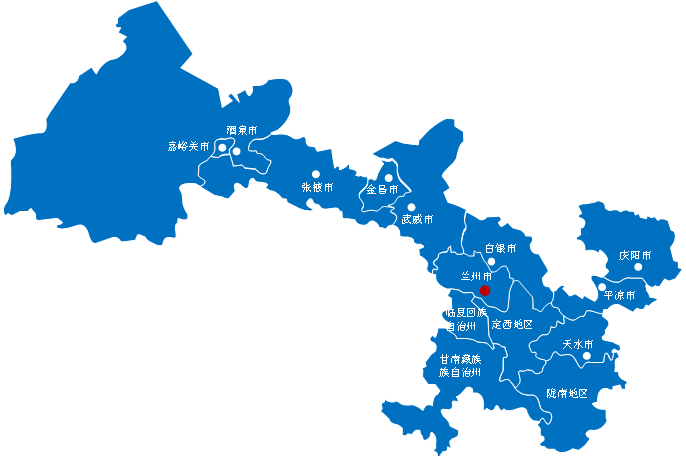 酒泉市
嘉峪关市
张掖市
金昌市
武威市
白银市
兰州市
庆阳市
平凉市
临夏回族
自治州
定西地区
天水市
甘南藏族
族自治州
陇南地区